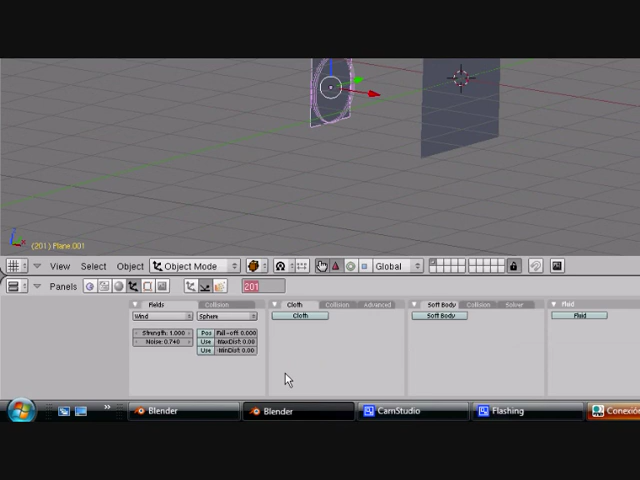 (201) Plane.001
View Select Object Object Mode Global
Panels 201
Fields Collision Cloth Collision Advanced Soft Body Collision Solver Fluid
Wind Sphere Cloth Soft Body Fluid
Strength: 1.000 Pos Fall-off: 0.000
Noise: 0.740 Use MaxDist: 0.00
Use MinDist: 0.00
Blender Blender CamStudio Flashing Conexión